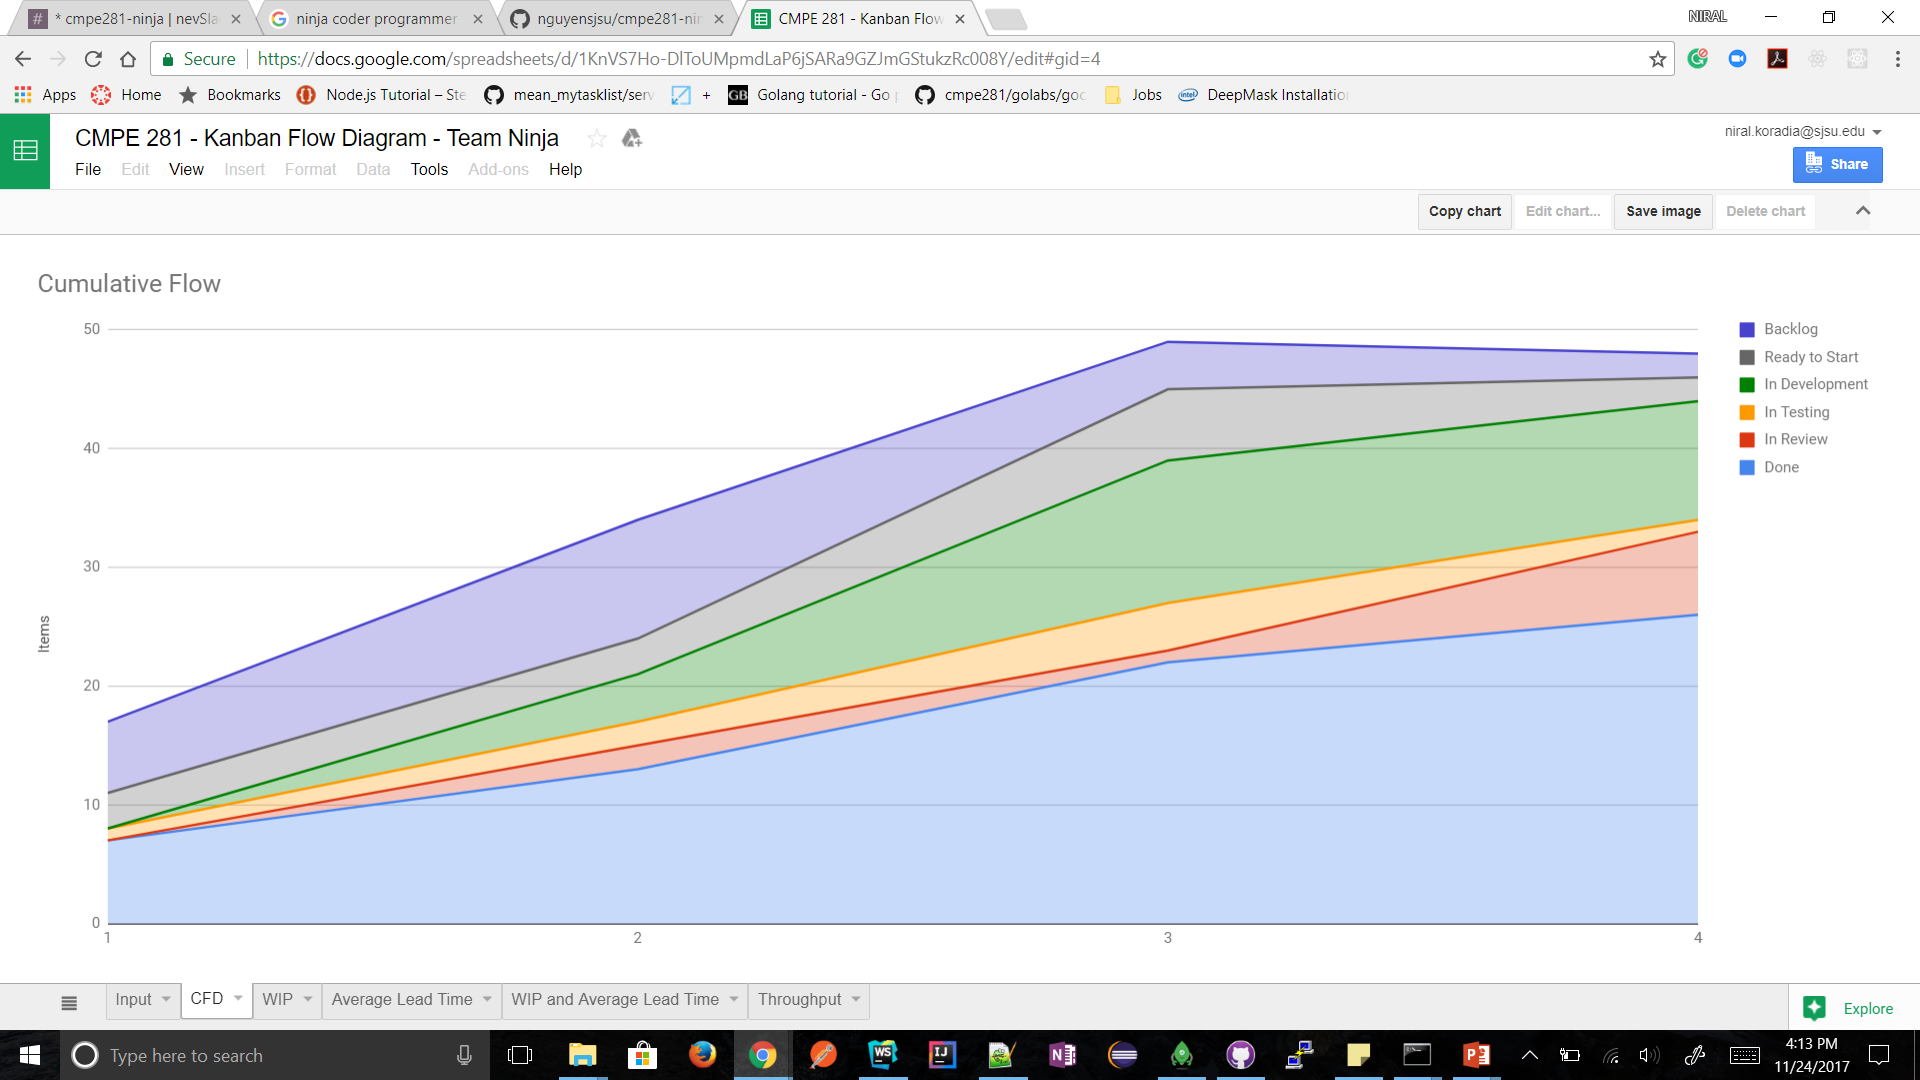 * cmpe281-ninja | nevSla
ninja coder programmer
nguyensjsu/cmpe281-nin
CMPE 281 - Kanban Flow
NIRAL
Secure
https://docs.google.com/spreadsheets/d/1KnVS7Ho-DlToUMpmdLaP6jSARa9GZJmGStukzRc008Y/edit#gid=4
Apps
Home
Bookmarks
Node.js Tutorial – Ste
mean_mytasklist/serv
+
GB
Golang tutorial - Go
cmpe281/golabs/goc
Jobs
intel
DeepMask Installatio
CMPE 281 - Kanban Flow Diagram - Team Ninja
niral.koradia@sjsu.edu
File Edit View Insert Format Data Tools Add-ons Help
Share
Copy chart
Edit chart...
Save image
Delete chart
Cumulative Flow
50
40
30
20
10
0
Items
1 2 3 4
Backlog
Ready to Start
In Development
In Testing
In Review
Done
Input
CFD
WIP
Average Lead Time
WIP and Average Lead Time
Throughput
Explore
Type here to search
WS
IJ
N
P
4:13 PM
11/24/2017